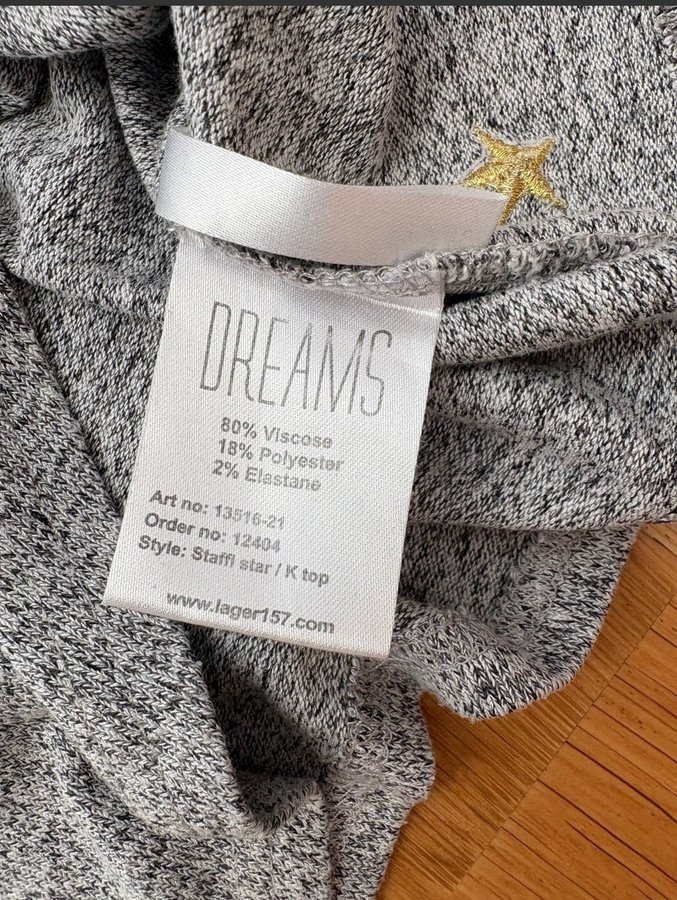 DREAMS
80% Viscose
18% Polyester
2% Elastane
Art no: 13516-21
Order no: 12404
Style: Staffi star / K top
www.lager157.com